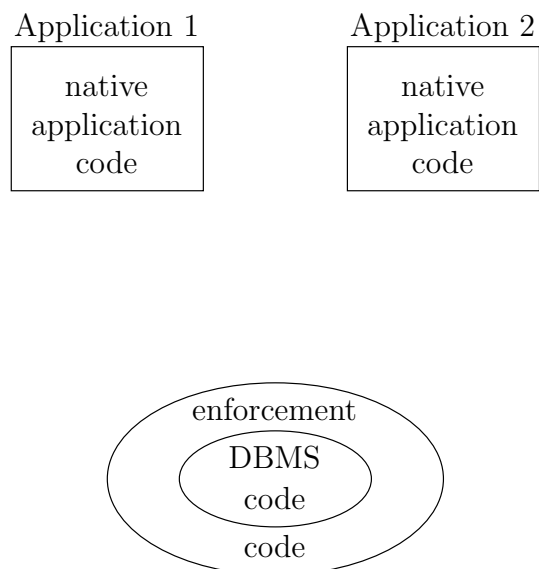 Application 1
Application 2
native
application
code
native
application
code
enforcement
DBMS
code
code